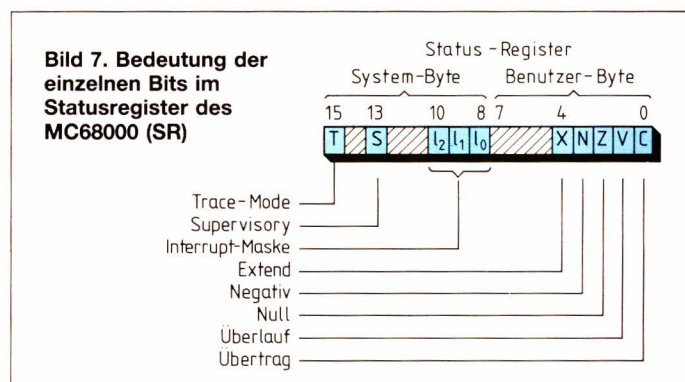 Bild 7. Bedeutung der
einzelnen Bits im
Statusregister des
MC68000 (SR)
Status-Register
System-Byte Benutzer-Byte
15 13 10 8 7 4 0
T S I₂ I₁ I₀ X N Z V C
Trace-Mode
Supervisory
Interrupt-Maske
Extend
Negativ
Null
Überlauf
Übertrag